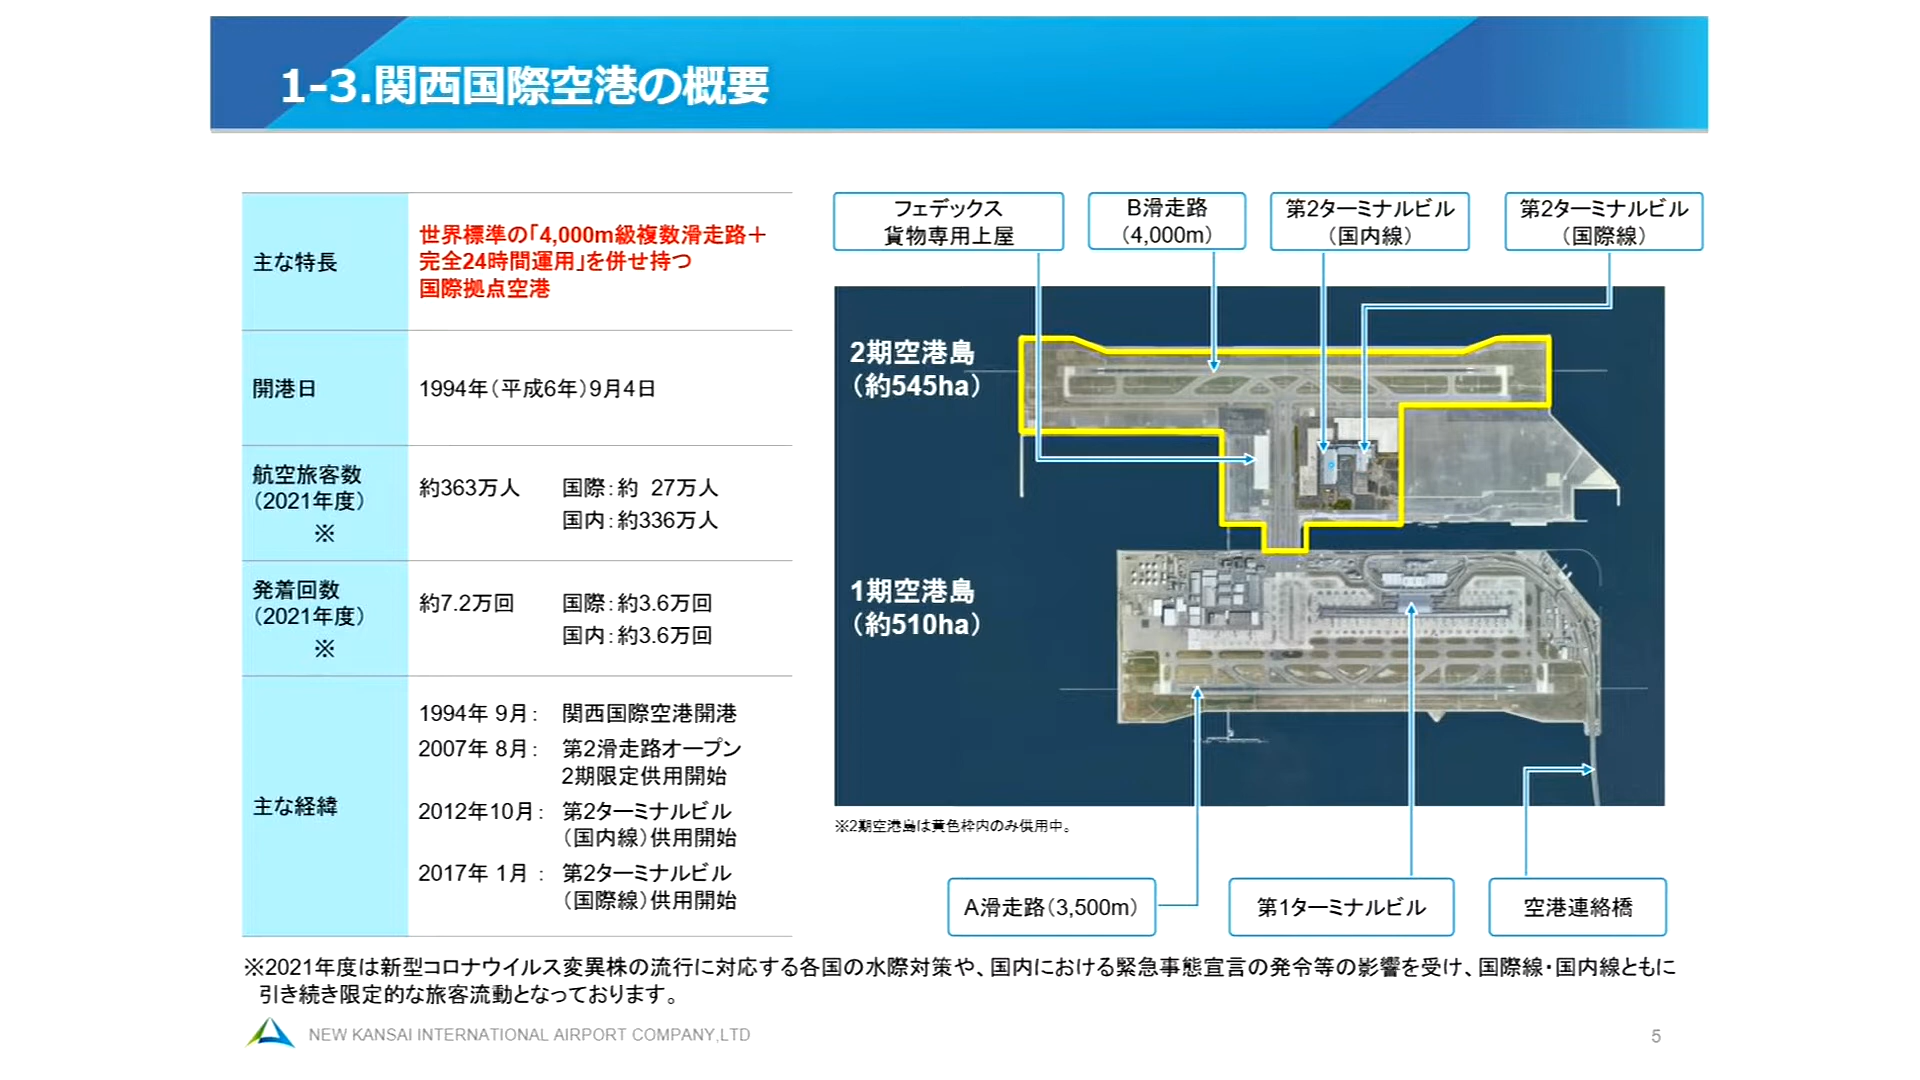 1-3.関西国際空港の概要
主な特長
世界標準の｢4,000m級複数滑走路＋
完全24時間運用｣を併せ持つ
国際拠点空港
開港日
1994年（平成6年）9月4日
航空旅客数
（2021年度）
※
約363万人　国際：約 27万人
国内：約336万人
発着回数
（2021年度）
※
約7.2万回　国際：約3.6万回
国内：約3.6万回
主な経緯
1994年 9月：　関西国際空港開港
2007年 8月：　第2滑走路オープン
2期限定供用開始
2012年10月：　第2ターミナルビル
（国内線）供用開始
2017年 1月：　第2ターミナルビル
（国際線）供用開始
フェデックス
貨物専用上屋
B滑走路
（4,000m）
第2ターミナルビル
（国内線）
第2ターミナルビル
（国際線）
2期空港島
（約545ha）
1期空港島
（約510ha）
※2期空港島は黄色枠内のみ供用中。
A滑走路（3,500m）
第1ターミナルビル
空港連絡橋
※2021年度は新型コロナウイルス変異株の流行に対応する各国の水際対策や、国内における緊急事態宣言の発令等の影響を受け、国際線・国内線ともに
引き続き限定的な旅客流動となっております。
NEW KANSAI INTERNATIONAL AIRPORT COMPANY,LTD
5